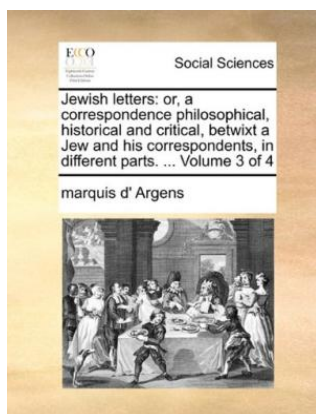 ECCO
Social Sciences
Jewish letters: or, a
correspondence philosophical,
historical and critical, betwixt a
Jew and his correspondents, in
different parts. ... Volume 3 of 4
marquis d' Argens